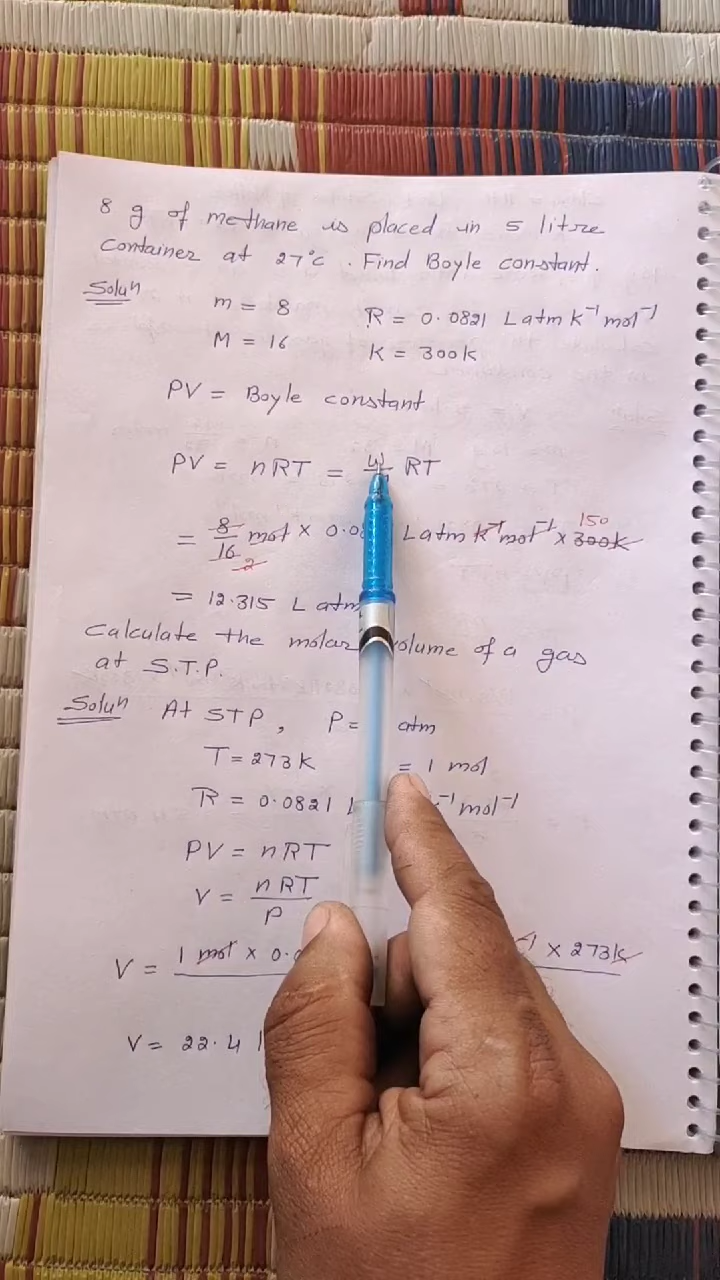 8 g of methane is placed in 5 litre
container at 27°c . Find Boyle constant.
Solun
m = 8 R = 0.0821 L atm k⁻¹ mol⁻¹
M = 16 K = 300k
PV = Boyle constant
PV = nRT = RT
= 8/16 mol x 0.0 L atm k⁻¹ mol⁻¹ x 300k 150
2
= 12.315 L atm
Calculate the molar volume of a gas
at S.T.P.
Solun At STP, P= atm
T = 273k = 1 mol
R = 0.0821 mol⁻¹
PV = nRT
V = nRT/P
V = 1 mol x 0. x 273k
V = 22.4